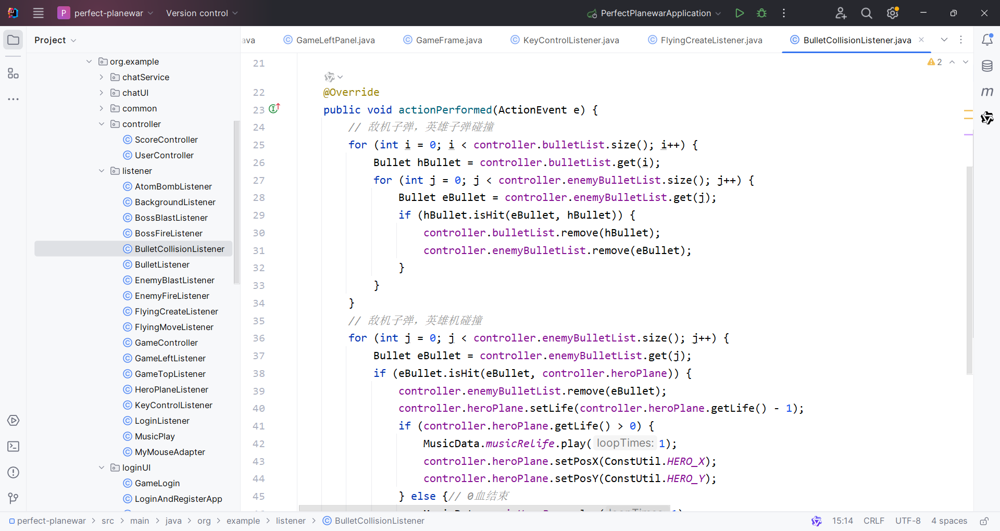 P perfect-planewar Version control PerfectPlanewarApplication
Project
ava GameLeftPanel.java GameFrame.java KeyControlListener.java FlyingCreateListener.java BulletCollisionListener.java
org.example
chatService
chatUI
common
controller
ScoreController
UserController
listener
AtomBombListener
BackgroundListener
BossBlastListener
BossFireListener
BulletCollisionListener
BulletListener
EnemyBlastListener
EnemyFireListener
FlyingCreateListener
FlyingMoveListener
GameController
GameLeftListener
GameTopListener
HeroPlaneListener
KeyControlListener
LoginListener
MusicPlay
MyMouseAdapter
loginUI
GameLogin
LoginAndRegisterApp
2
21
22 @Override
23 public void actionPerformed(ActionEvent e) {
24 // 敌机子弹，英雄子弹碰撞
25 for (int i = 0; i < controller.bulletList.size(); i++) {
26 Bullet hBullet = controller.bulletList.get(i);
27 for (int j = 0; j < controller.enemyBulletList.size(); j++) {
28 Bullet eBullet = controller.enemyBulletList.get(j);
29 if (hBullet.isHit(eBullet, hBullet)) {
30 controller.bulletList.remove(hBullet);
31 controller.enemyBulletList.remove(eBullet);
32 }
33 }
34 }
35 // 敌机子弹，英雄机碰撞
36 for (int j = 0; j < controller.enemyBulletList.size(); j++) {
37 Bullet eBullet = controller.enemyBulletList.get(j);
38 if (eBullet.isHit(eBullet, controller.heroPlane)) {
39 controller.enemyBulletList.remove(eBullet);
40 controller.heroPlane.setLife(controller.heroPlane.getLife() - 1);
41 if (controller.heroPlane.getLife() > 0) {
42 MusicData.musicRelife.play( loopTimes: 1);
43 controller.heroPlane.setPosX(ConstUtil.HERO_X);
44 controller.heroPlane.setPosY(ConstUtil.HERO_Y);
45 } else {// 0血结束
m
perfect-planewar > src > main > java > org > example > listener > BulletCollisionListener 15:14 CRLF UTF-8 4 spaces